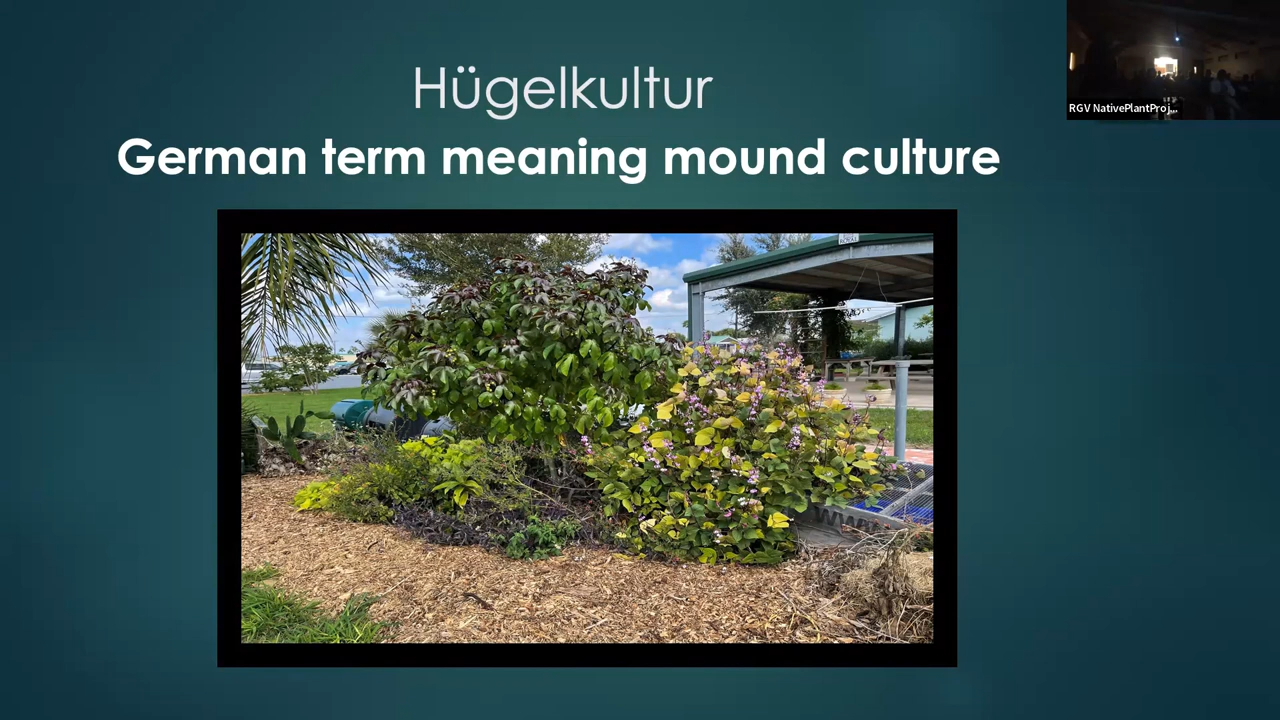 Hügelkultur
German term meaning mound culture
RGV NativePlantProj...